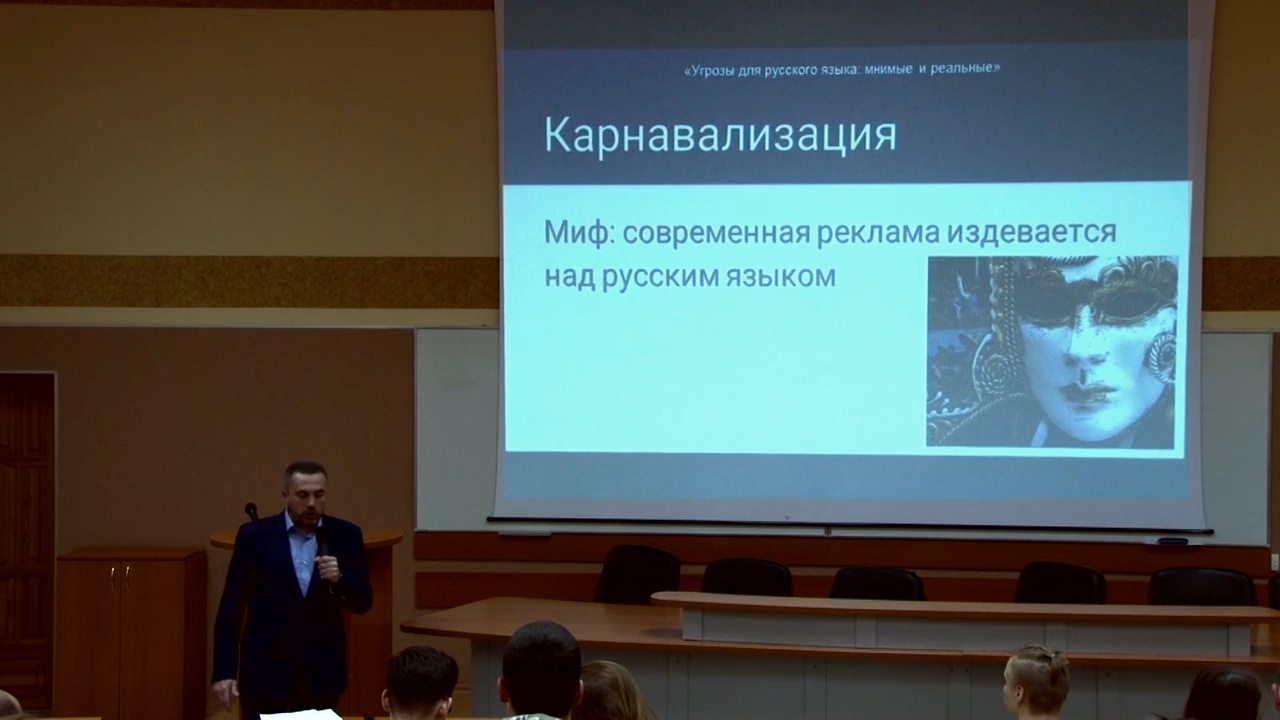 «Угрозы для русского языка: мнимые и реальные»
Карнавализация
Миф: современная реклама издевается
над русским языком